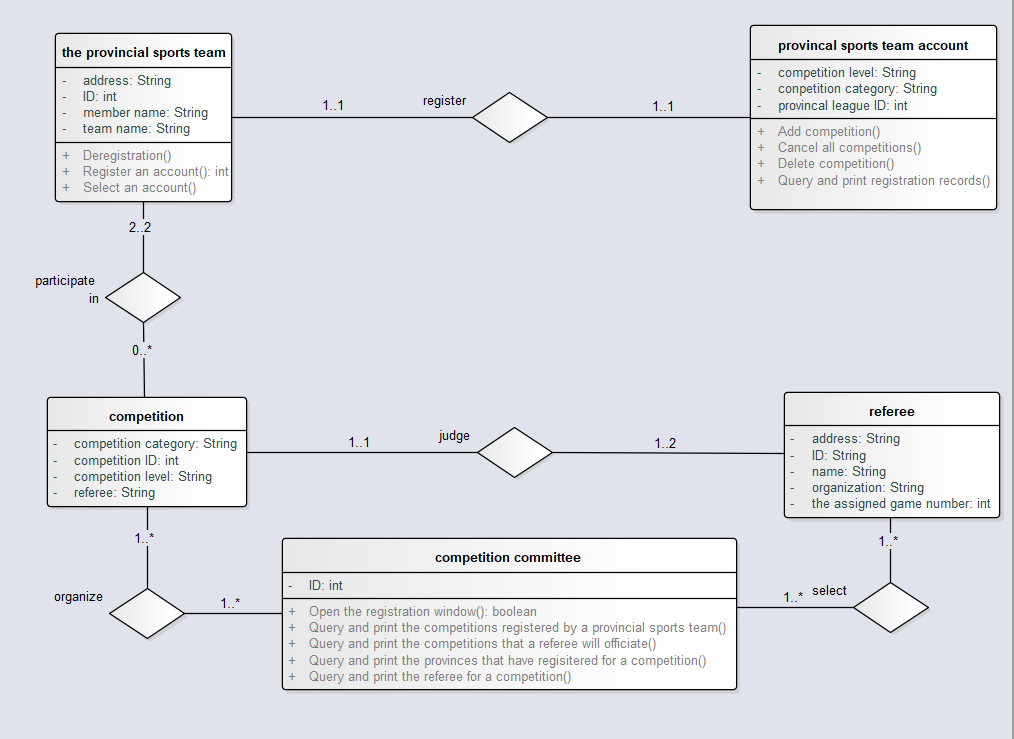 the provincial sports team
- address: String
- ID: int
- member name: String
- team name: String
+ Deregistration()
+ Register an account(): int
+ Select an account()
1..1
register
1..1
provincal sports team account
- competition level: String
- conpetition category: String
- provincal league ID: int
+ Add competition()
+ Cancel all competitions()
+ Delete competition()
+ Query and print registration records()
2..2
participate
in
0..*
competition
- competition category: String
- competition ID: int
- competition level: String
- referee: String
1..1
judge
1..2
referee
- address: String
- ID: String
- name: String
- organization: String
- the assigned game number: int
1..*
organize
1..*
competition committee
- ID: int
+ Open the registration window(): boolean
+ Query and print the competitions registered by a provincial sports team()
+ Query and print the competitions that a referee will officiate()
+ Query and print the provinces that have regisitered for a competition()
+ Query and print the referee for a competition()
1..*
select
1..*